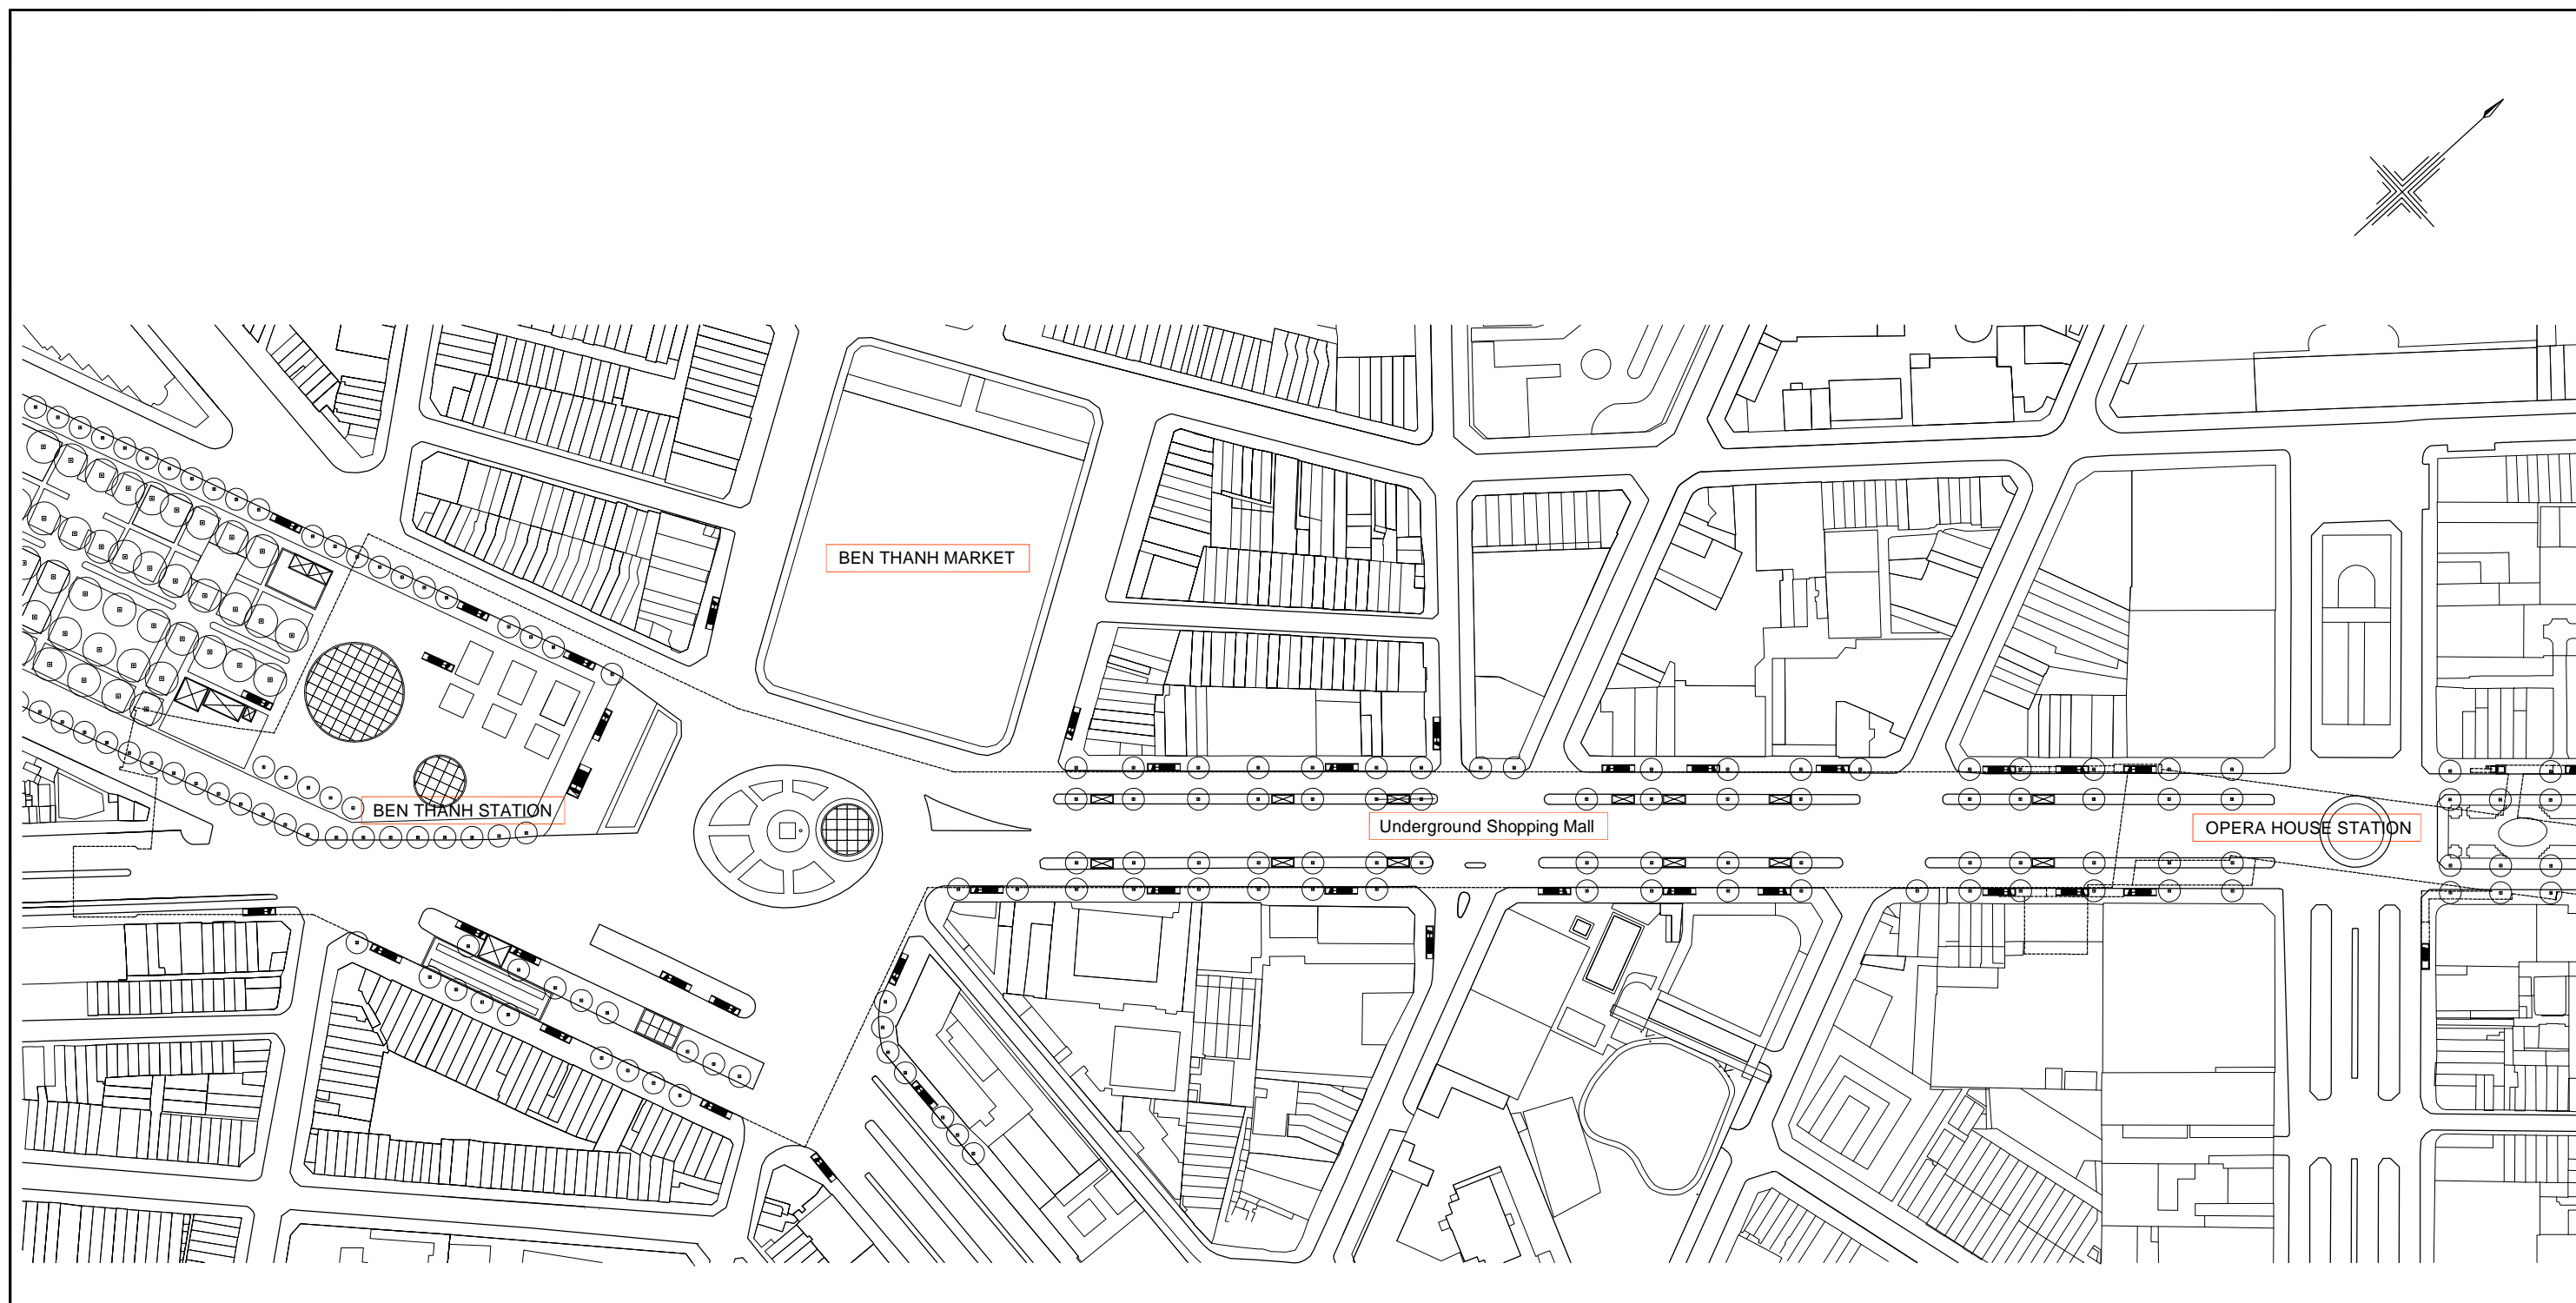 BEN THANH MARKET
BEN THANH STATION
Underground Shopping Mall
OPERA HOUSE STATION